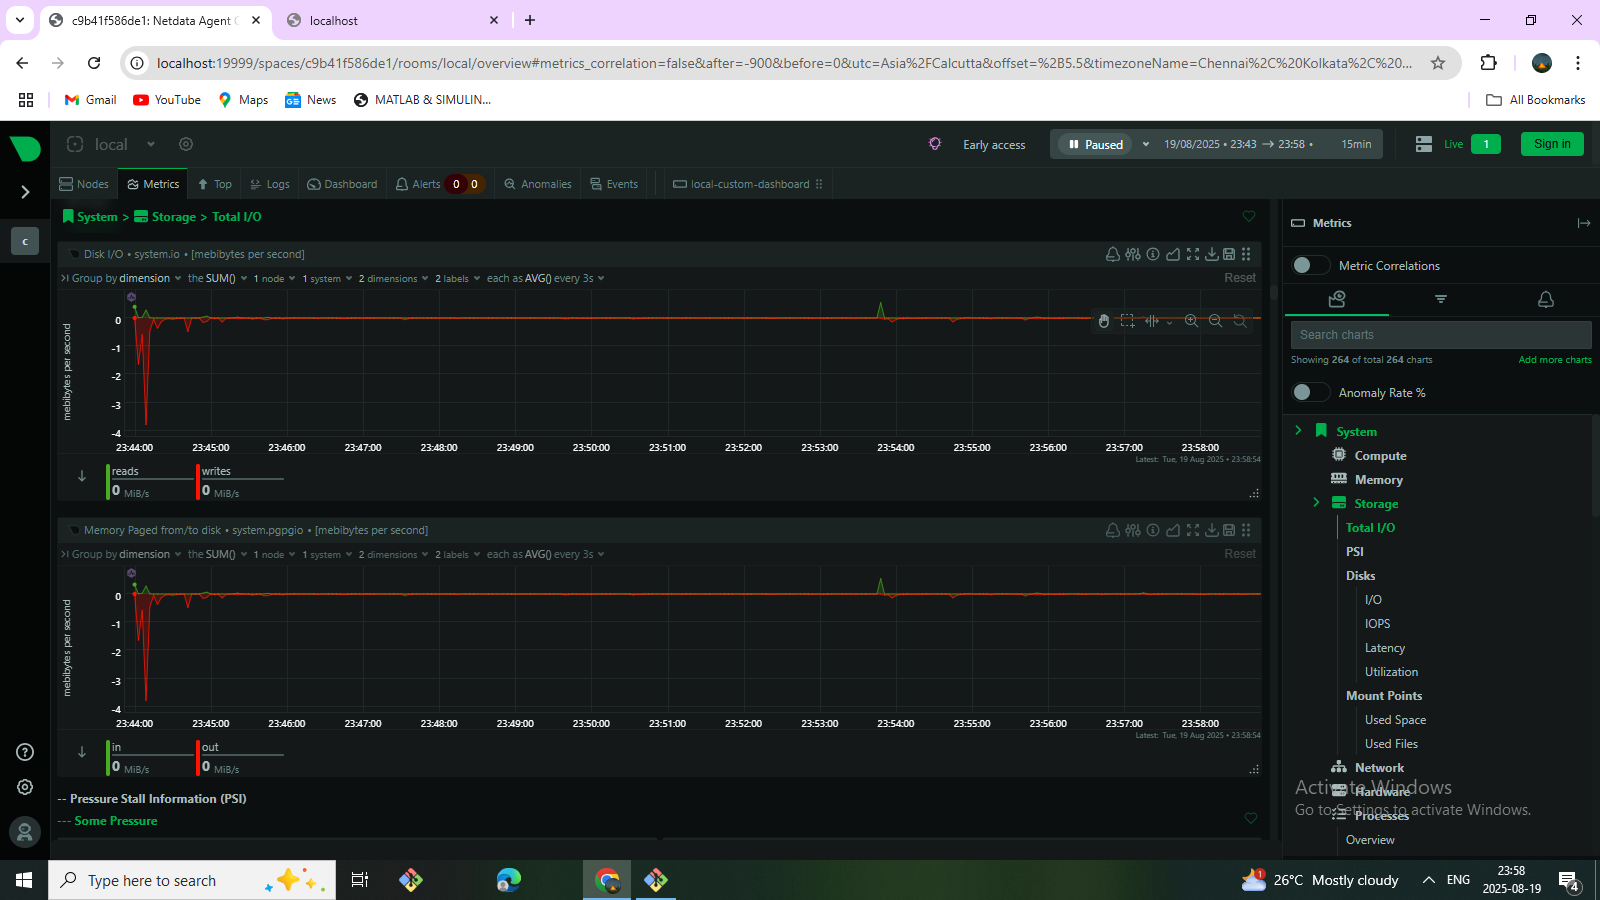 c9b41f586de1: Netdata Agent
localhost
localhost:19999/spaces/c9b41f586de1/rooms/local/overview#metrics_correlation=false&after=-900&before=0&utc=Asia%2FCalcutta&offset=%2B5.5&timezoneName=Chennai%2C%20Kolkata%2C%20...
Gmail YouTube Maps News MATLAB & SIMULIN... All Bookmarks
local Early access Paused 19/08/2025 • 23:43 → 23:58 • 15min Live 1 Sign in
Nodes Metrics Top Logs Dashboard Alerts 0 0 Anomalies Events local-custom-dashboard
System > Storage > Total I/O
Disk I/O • system.io • [mebibytes per second]
Group by dimension the SUM() 1 node 1 system 2 dimensions 2 labels each as AVG() every 3s Reset
mebibytes per second
0
-1
-2
-3
-4
23:44:00 23:45:00 23:46:00 23:47:00 23:48:00 23:49:00 23:50:00 23:51:00 23:52:00 23:53:00 23:54:00 23:55:00 23:56:00 23:57:00 23:58:00
Latest: Tue, 19 Aug 2025 • 23:58:54
reads writes
0 MiB/s 0 MiB/s
Memory Paged from/to disk • system.pgpgio • [mebibytes per second]
Group by dimension the SUM() 1 node 1 system 2 dimensions 2 labels each as AVG() every 3s Reset
mebibytes per second
0
-1
-2
-3
-4
23:44:00 23:45:00 23:46:00 23:47:00 23:48:00 23:49:00 23:50:00 23:51:00 23:52:00 23:53:00 23:54:00 23:55:00 23:56:00 23:57:00 23:58:00
Latest: Tue, 19 Aug 2025 • 23:58:54
in out
0 MiB/s 0 MiB/s
-- Pressure Stall Information (PSI)
--- Some Pressure
c
Metrics
Metric Correlations
Search charts
Showing 264 of total 264 charts Add more charts
Anomaly Rate %
System
Compute
Memory
Storage
Total I/O
PSI
Disks
I/O
IOPS
Latency
Utilization
Mount Points
Used Space
Used Files
Network
Hardware
Processes
Overview
Activate Windows
Go to Settings to activate Windows.
Type here to search
1
26°C Mostly cloudy
ENG
23:58
2025-08-19
4